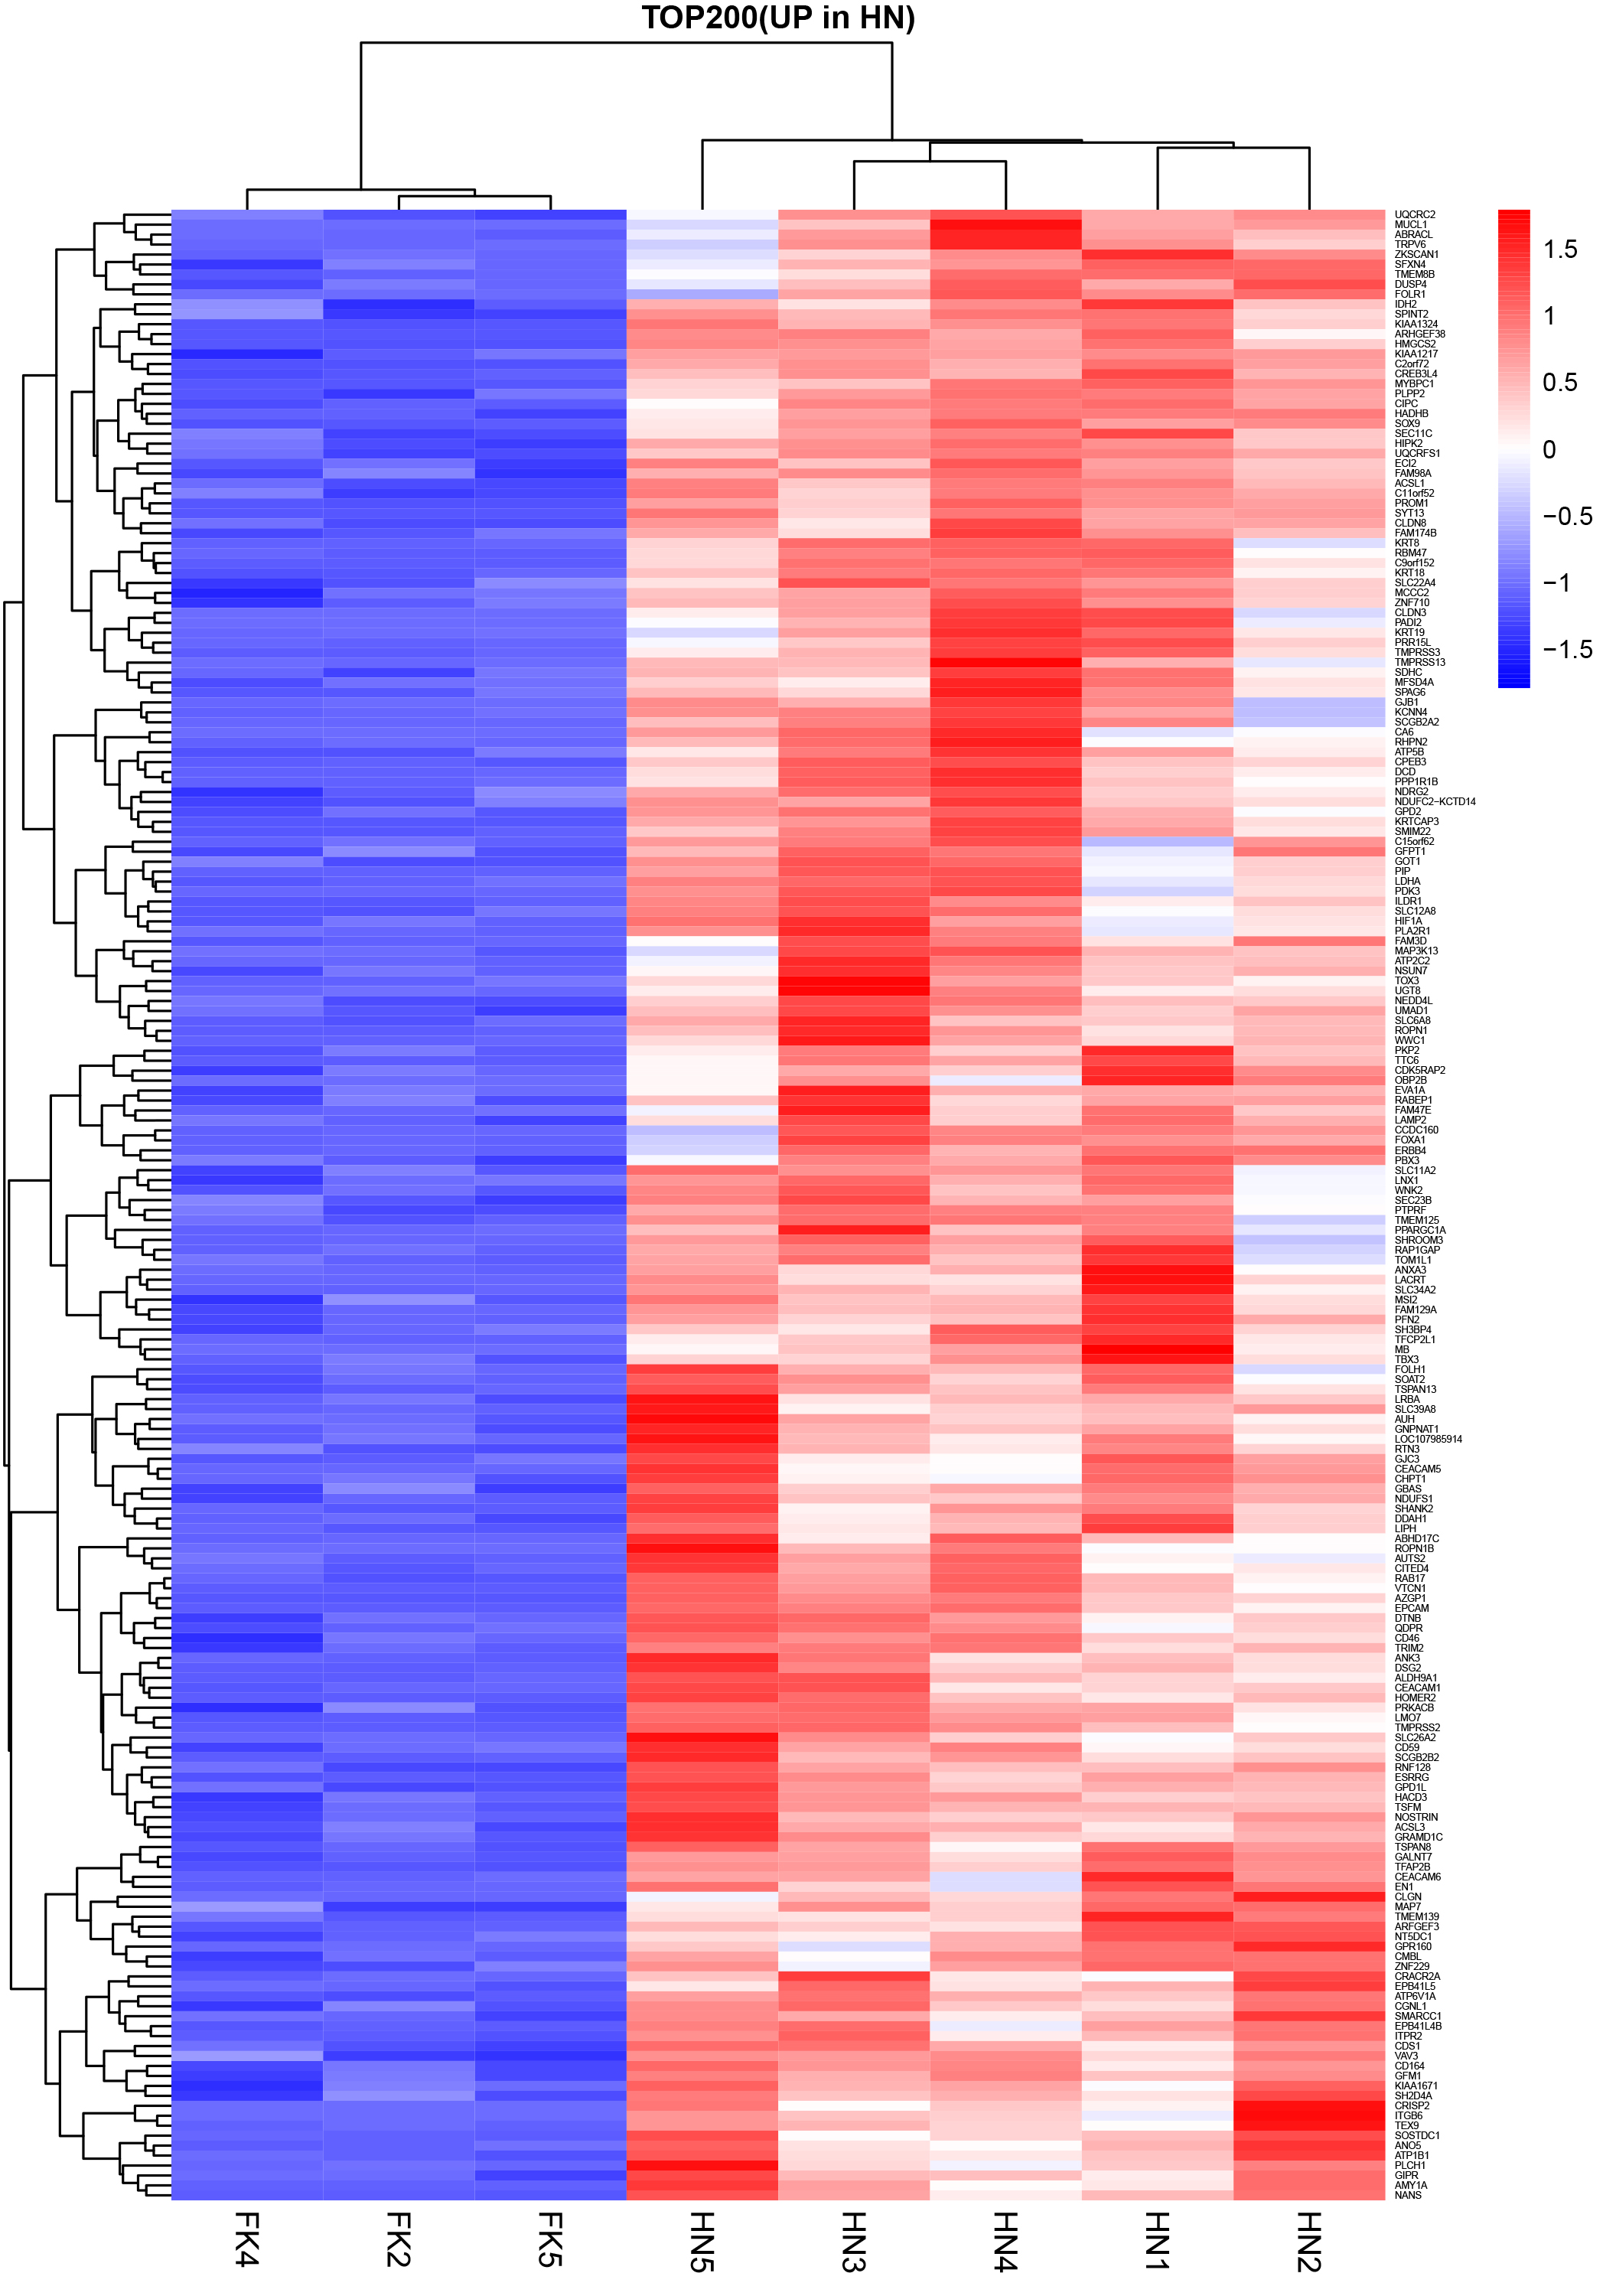 TOP200(UP in HN)
UQCRC2
MUCL1
ABRACL
TRPV6
ZKSCAN1
SFXN4
TMEM8B
DUSP4
FOLR1
IDH2
SPINT2
KIAA1324
ARHGEF38
HMGCS2
KIAA1217
C2orf72
CREB3L4
MYBPC1
PLPP2
CIPC
HADHB
SOX9
SEC11C
HIPK2
UQCRFS1
ECI2
FAM98A
ACSL1
C11orf52
PROM1
SYT13
CLDN8
FAM174B
KRT8
RBM47
C9orf152
KRT18
SLC22A4
MCCC2
ZNF710
CLDN3
PADI2
KRT19
PRR15L
TMPRSS3
TMPRSS13
SDHC
MFSD4A
SPAG6
GJB1
KCNN4
SCGB2A2
CA6
RHPN2
ATP5B
CPEB3
DCD
PPP1R1B
NDRG2
NDUFC2−KCTD14
GPD2
KRTCAP3
SMIM22
C15orf62
GFPT1
GOT1
PIP
LDHA
PDK3
ILDR1
SLC12A8
HIF1A
PLA2R1
FAM3D
MAP3K13
ATP2C2
NSUN7
TOX3
UGT8
NEDD4L
UMAD1
SLC6A8
ROPN1
WWC1
PKP2
TTC6
CDK5RAP2
OBP2B
EVA1A
RABEP1
FAM47E
LAMP2
CCDC160
FOXA1
ERBB4
PBX3
SLC11A2
LNX1
WNK2
SEC23B
PTPRF
TMEM125
PPARGC1A
SHROOM3
RAP1GAP
TOM1L1
ANXA3
LACRT
SLC34A2
MSI2
FAM129A
PFN2
SH3BP4
TFCP2L1
MB
TBX3
FOLH1
SOAT2
TSPAN13
LRBA
SLC39A8
AUH
GNPNAT1
LOC107985914
RTN3
GJC3
CEACAM5
CHPT1
GBAS
NDUFS1
SHANK2
DDAH1
LIPH
ABHD17C
ROPN1B
AUTS2
CITED4
RAB17
VTCN1
AZGP1
EPCAM
DTNB
QDPR
CD46
TRIM2
ANK3
DSG2
ALDH9A1
CEACAM1
HOMER2
PRKACB
LMO7
TMPRSS2
SLC26A2
CD59
SCGB2B2
RNF128
ESRRG
GPD1L
HACD3
TSFM
NOSTRIN
ACSL3
GRAMD1C
TSPAN8
GALNT7
TFAP2B
CEACAM6
EN1
CLGN
MAP7
TMEM139
ARFGEF3
NT5DC1
GPR160
CMBL
ZNF229
CRACR2A
EPB41L5
ATP6V1A
CGNL1
SMARCC1
EPB41L4B
ITPR2
CDS1
VAV3
CD164
GFM1
KIAA1671
SH2D4A
CRISP2
ITGB6
TEX9
SOSTDC1
ANO5
ATP1B1
PLCH1
GIPR
AMY1A
NANS
1.5
1
0.5
0
−0.5
−1
−1.5
FK4
FK2
FK5
HN5
HN3
HN4
HN1
HN2